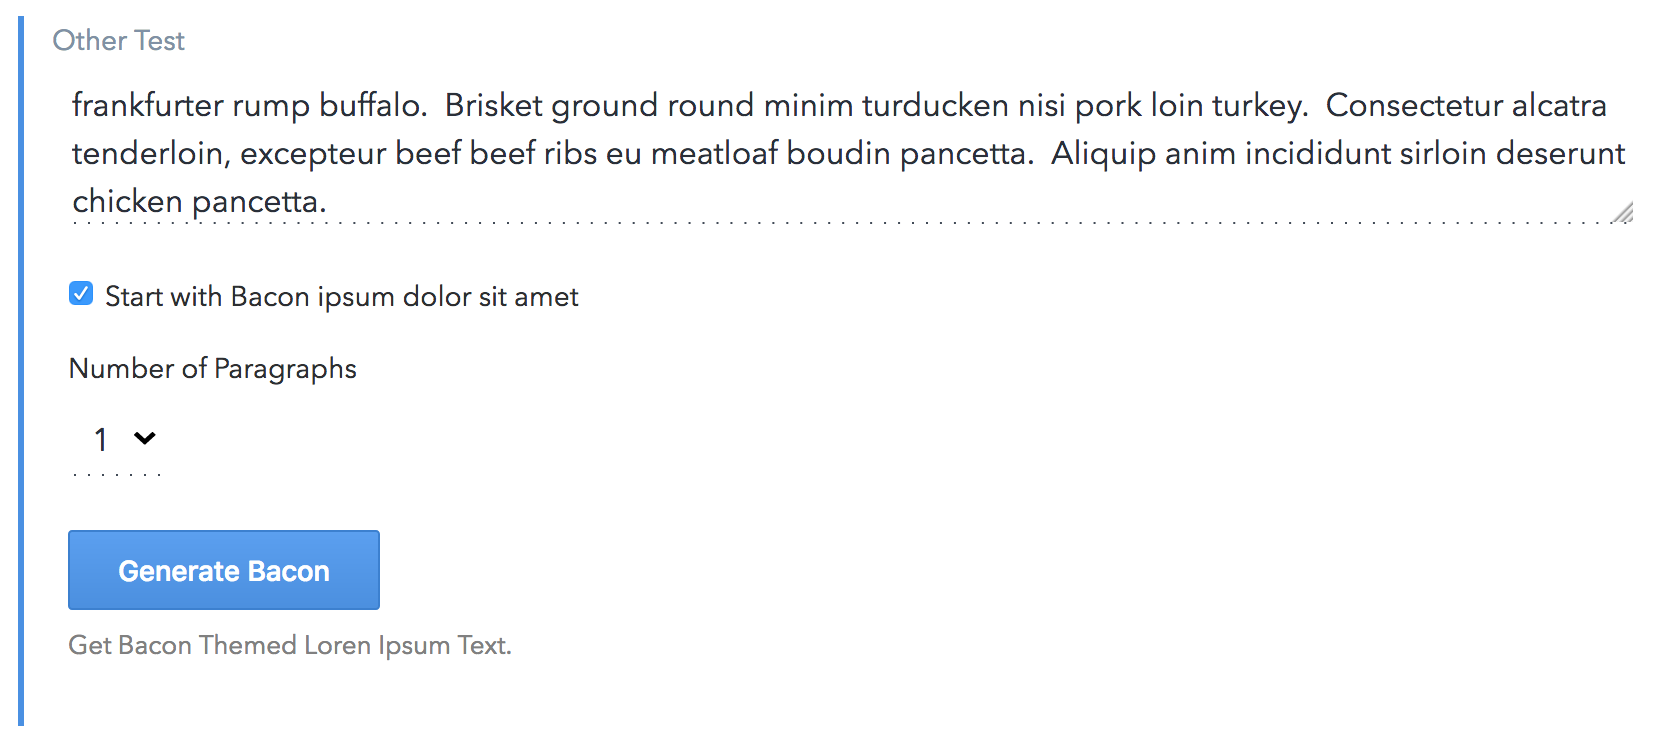 Other Test
frankfurter rump buffalo.  Brisket ground round minim turducken nisi pork loin turkey.  Consectetur alcatra
tenderloin, excepteur beef beef ribs eu meatloaf boudin pancetta.  Aliquip anim incididunt sirloin deserunt
chicken pancetta.
Start with Bacon ipsum dolor sit amet
Number of Paragraphs
1
Generate Bacon
Get Bacon Themed Loren Ipsum Text.